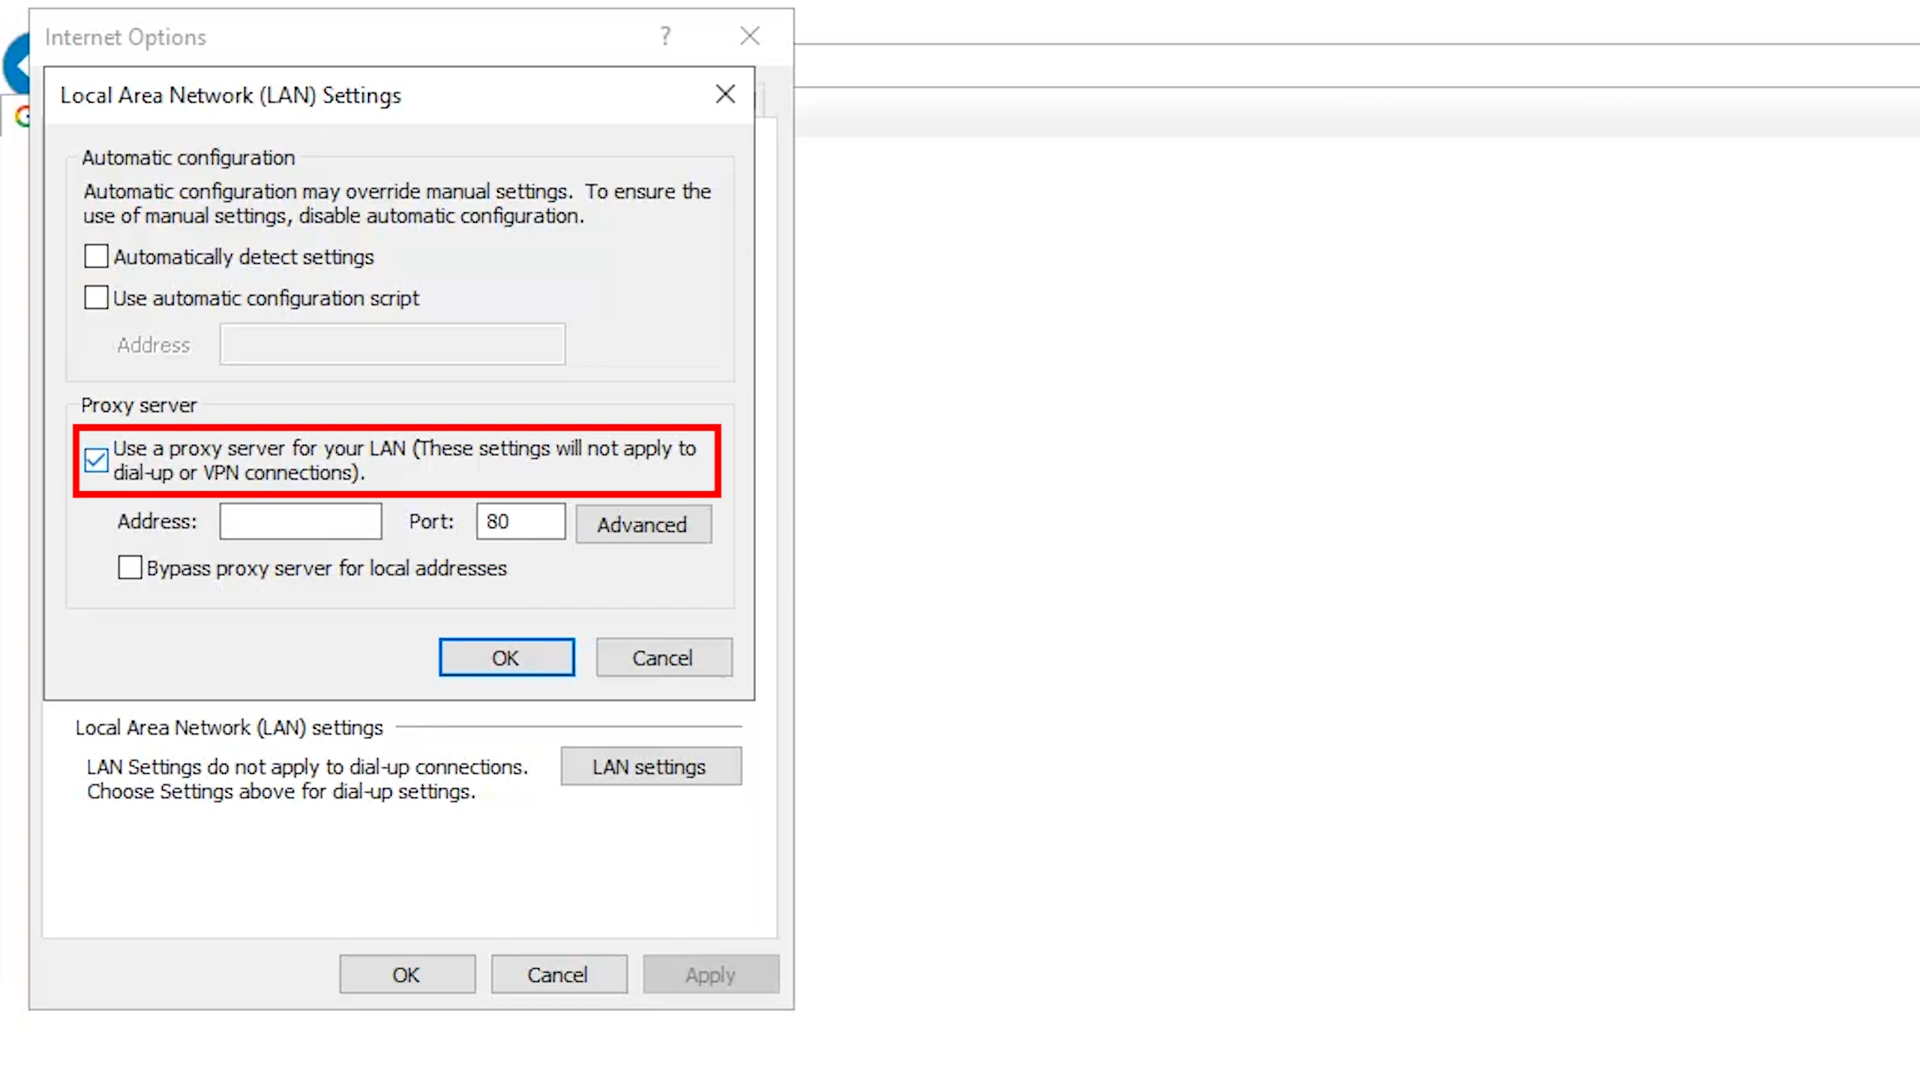 Internet Options
?
Local Area Network (LAN) Settings
Automatic configuration
Automatic configuration may override manual settings.  To ensure the
use of manual settings, disable automatic configuration.
Automatically detect settings
Use automatic configuration script
Address
Proxy server
Use a proxy server for your LAN (These settings will not apply to
dial-up or VPN connections).
Address:
Port:
80
Advanced
Bypass proxy server for local addresses
OK
Cancel
Local Area Network (LAN) settings
LAN Settings do not apply to dial-up connections.
Choose Settings above for dial-up settings.
LAN settings
OK
Cancel
Apply